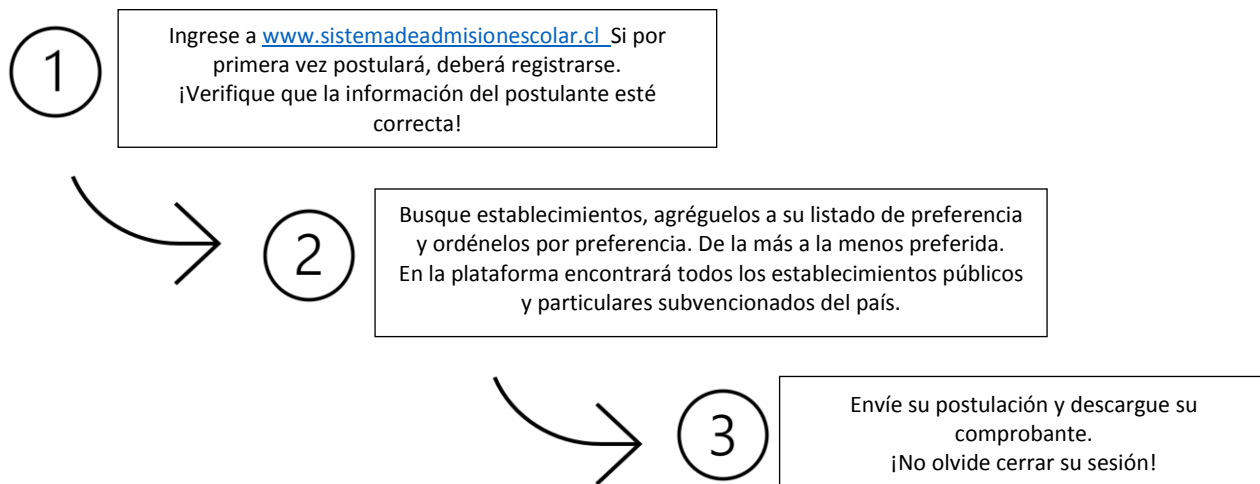 1
Ingrese a www.sistemadeadmisionescolar.cl Si por
primera vez postulará, deberá registrarse.
¡Verifique que la información del postulante esté
correcta!
2
Busque establecimientos, agréguelos a su listado de preferencia
y ordénelos por preferencia. De la más a la menos preferida.
En la plataforma encontrará todos los establecimientos públicos
y particulares subvencionados del país.
3
Envíe su postulación y descargue su
comprobante.
¡No olvide cerrar su sesión!